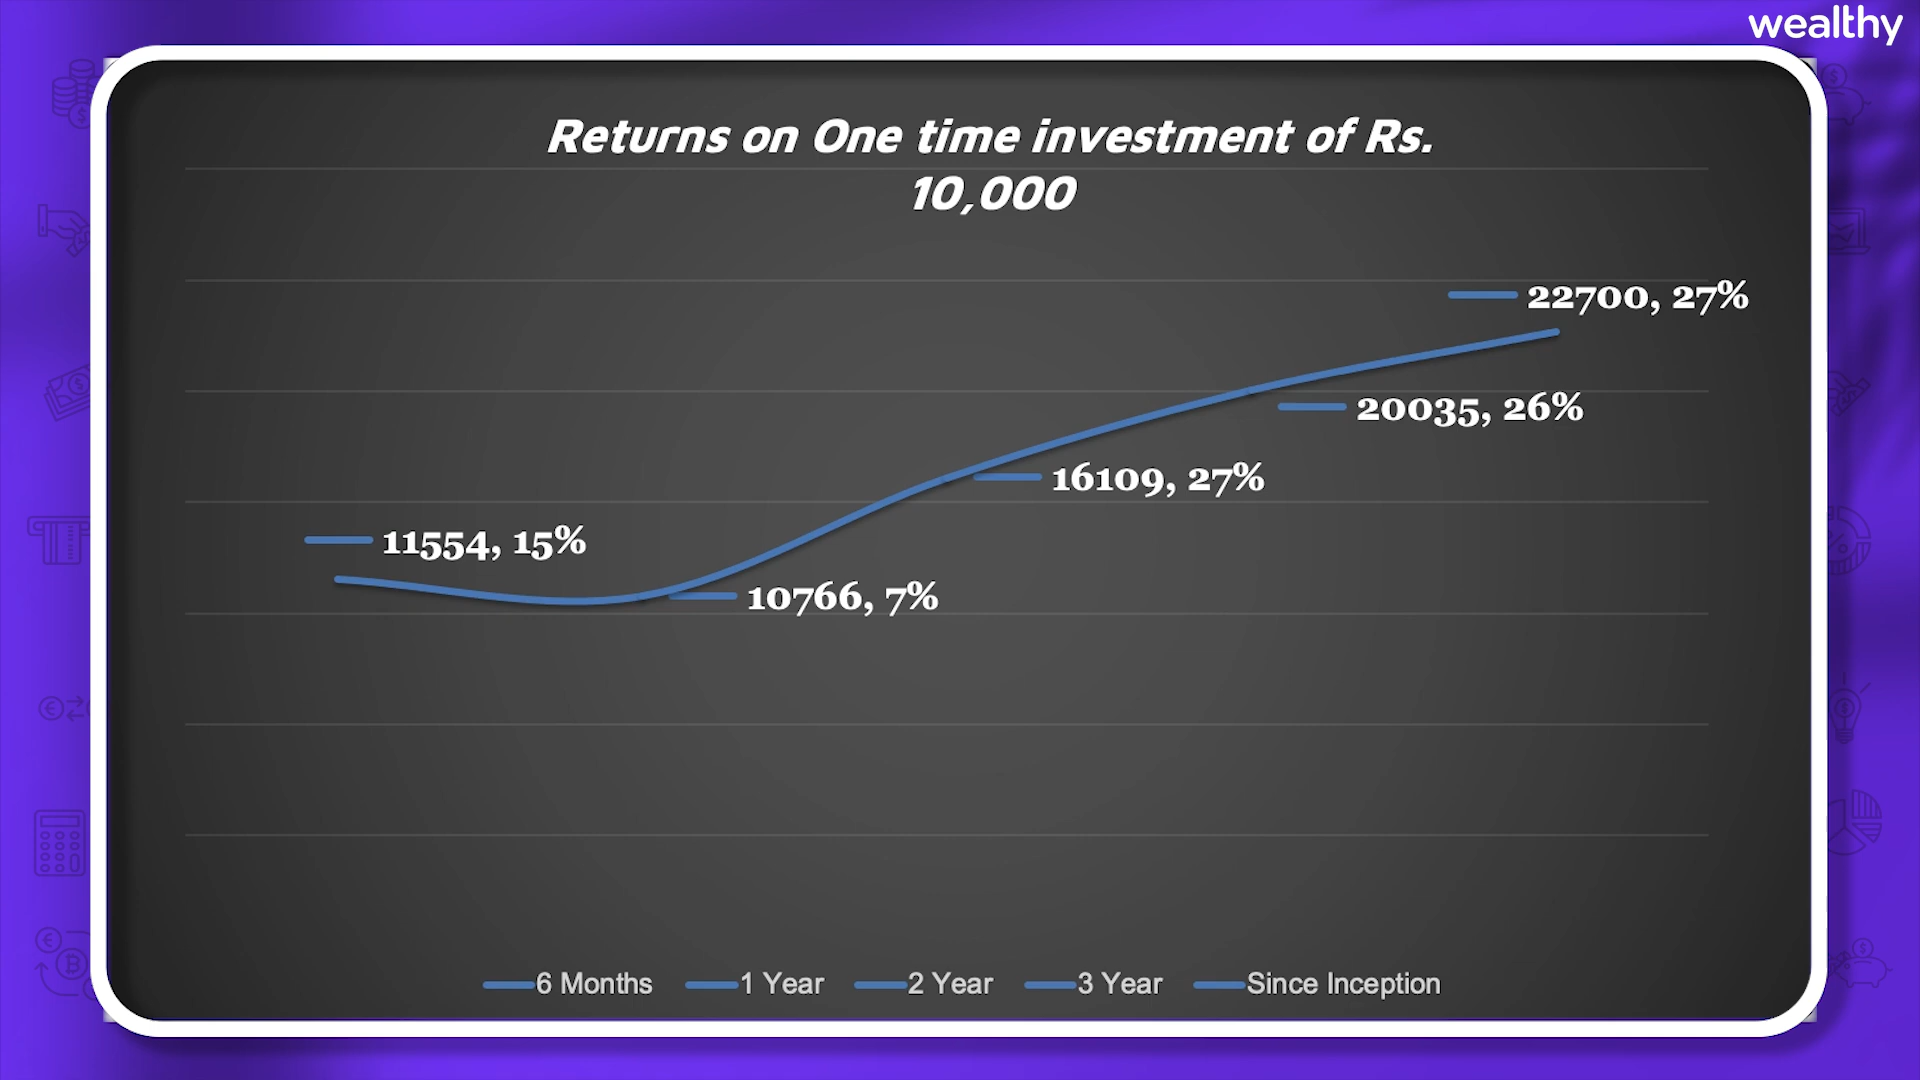 wealthy
Returns on One time investment of Rs.
10,000
22700, 27%
20035, 26%
16109, 27%
11554, 15%
10766, 7%
6 Months 1 Year 2 Year 3 Year Since Inception